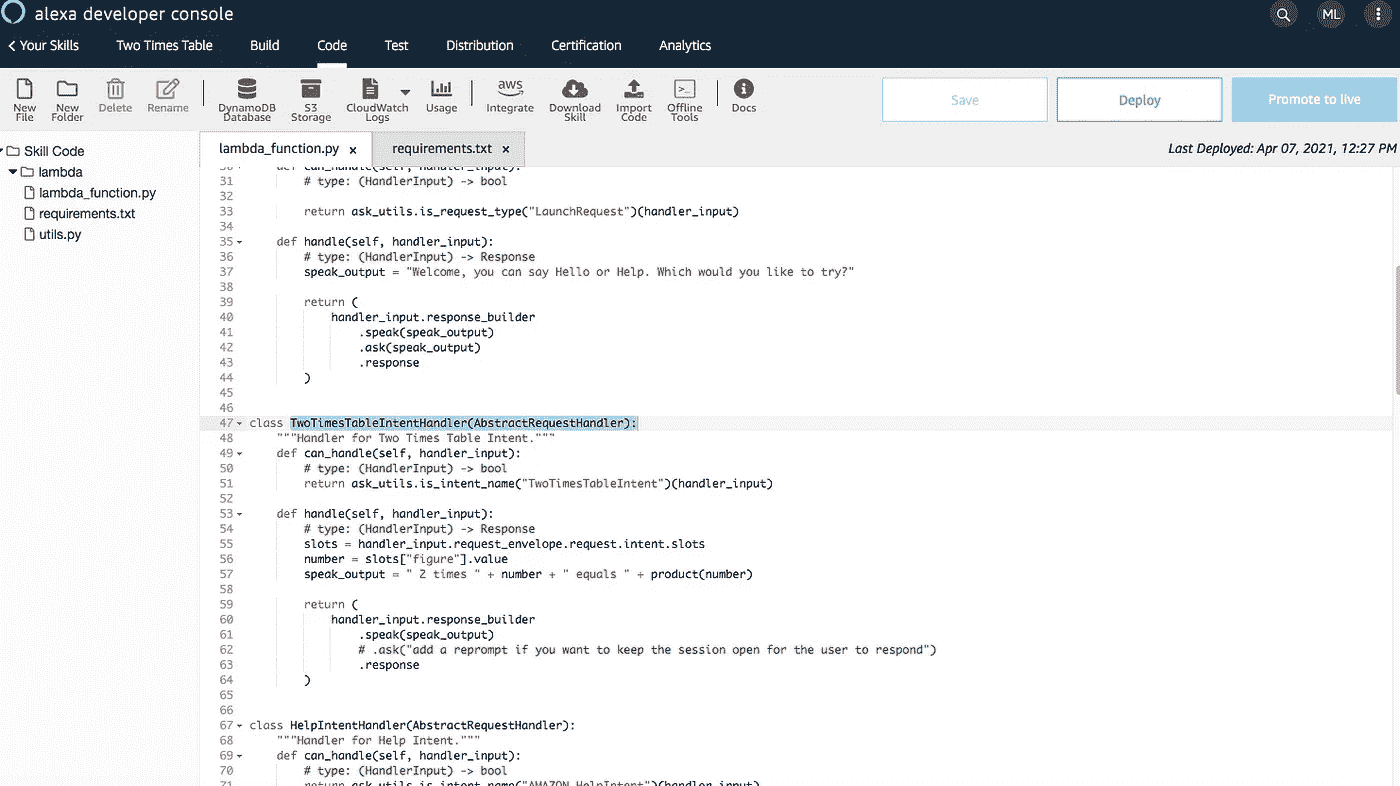 alexa developer console
ML
Your Skills Two Times Table Build Code Test Distribution Certification Analytics
New File New Folder Delete Rename DynamoDB Database S3 Storage CloudWatch Logs Usage aws Integrate Download Skill Import Code Offline Tools Docs Save Deploy Promote to live
lambda_function.py x requirements.txt x Last Deployed: Apr 07, 2021, 12:27 PM
Skill Code
lambda
lambda_function.py
requirements.txt
utils.py
30 def can_handle(self, handler_input):
31 # type: (HandlerInput) -> bool
32
33 return ask_utils.is_request_type("LaunchRequest")(handler_input)
34
35 def handle(self, handler_input):
36 # type: (HandlerInput) -> Response
37 speak_output = "Welcome, you can say Hello or Help. Which would you like to try?"
38
39 return (
40 handler_input.response_builder
41 .speak(speak_output)
42 .ask(speak_output)
43 .response
44 )
45
46
47 class TwoTimesTableIntentHandler(AbstractRequestHandler):
48 """Handler for Two Times Table Intent."""
49 def can_handle(self, handler_input):
50 # type: (HandlerInput) -> bool
51 return ask_utils.is_intent_name("TwoTimesTableIntent")(handler_input)
52
53 def handle(self, handler_input):
54 # type: (HandlerInput) -> Response
55 slots = handler_input.request_envelope.request.intent.slots
56 number = slots["figure"].value
57 speak_output = " 2 times " + number + " equals " + product(number)
58
59 return (
60 handler_input.response_builder
61 .speak(speak_output)
62 # .ask("add a reprompt if you want to keep the session open for the user to respond")
63 .response
64 )
65
66
67 class HelpIntentHandler(AbstractRequestHandler):
68 """Handler for Help Intent."""
69 def can_handle(self, handler_input):
70 # type: (HandlerInput) -> bool
71 return ask_utils.is_intent_name("AMAZON.HelpIntent")(handler_input)